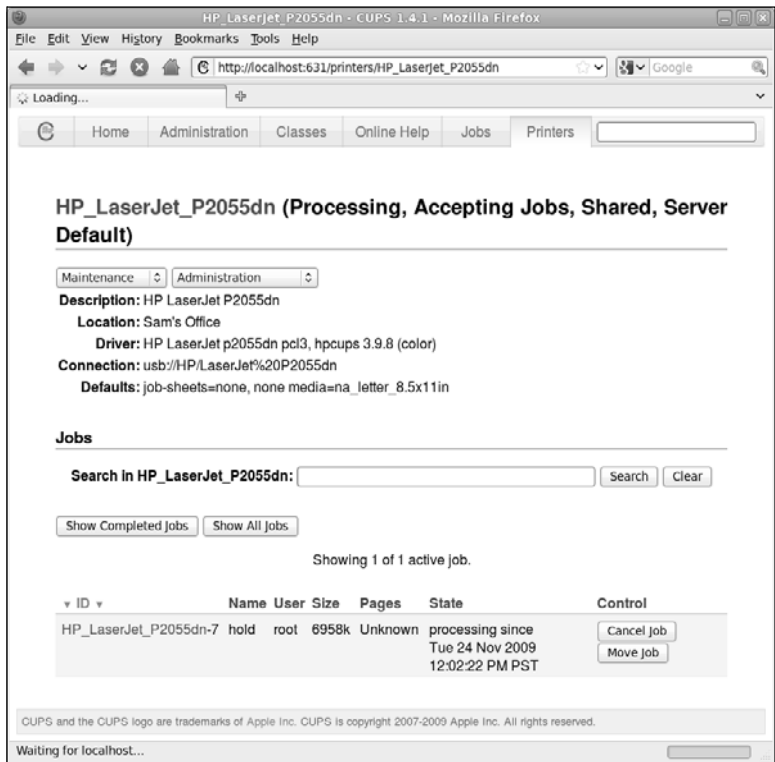 HP_LaserJet_P2055dn - CUPS 1.4.1 - Mozilla Firefox
File Edit View History Bookmarks Tools Help
http://localhost:631/printers/HP_LaserJet_P2055dn Google
Loading...
Home Administration Classes Online Help Jobs Printers
HP_LaserJet_P2055dn (Processing, Accepting Jobs, Shared, Server
Default)
Maintenance Administration
Description: HP LaserJet P2055dn
Location: Sam's Office
Driver: HP LaserJet p2055dn pcl3, hpcups 3.9.8 (color)
Connection: usb://HP/LaserJet%20P2055dn
Defaults: job-sheets=none, none media=na_letter_8.5x11in
Jobs
Search in HP_LaserJet_P2055dn: Search Clear
Show Completed Jobs Show All Jobs
Showing 1 of 1 active job.
▼ ID ▼ Name User Size Pages State Control
HP_LaserJet_P2055dn-7 hold root 6958k Unknown processing since Cancel Job
Tue 24 Nov 2009 Move Job
12:02:22 PM PST
CUPS and the CUPS logo are trademarks of Apple Inc. CUPS is copyright 2007-2009 Apple Inc. All rights reserved.
Waiting for localhost...